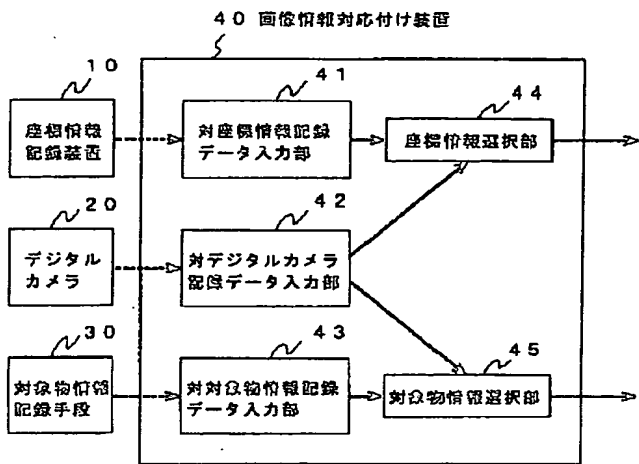 40 画像情報対応付け装置
10
座標情報
記録装置
41
対座標情報記録
データ入力部
44
座標情報選択部
20
デジタル
カメラ
42
対デジタルカメラ
記録データ入力部
30
対象物情報
記録手段
43
対対象物情報記録
データ入力部
45
対象物情報選択部